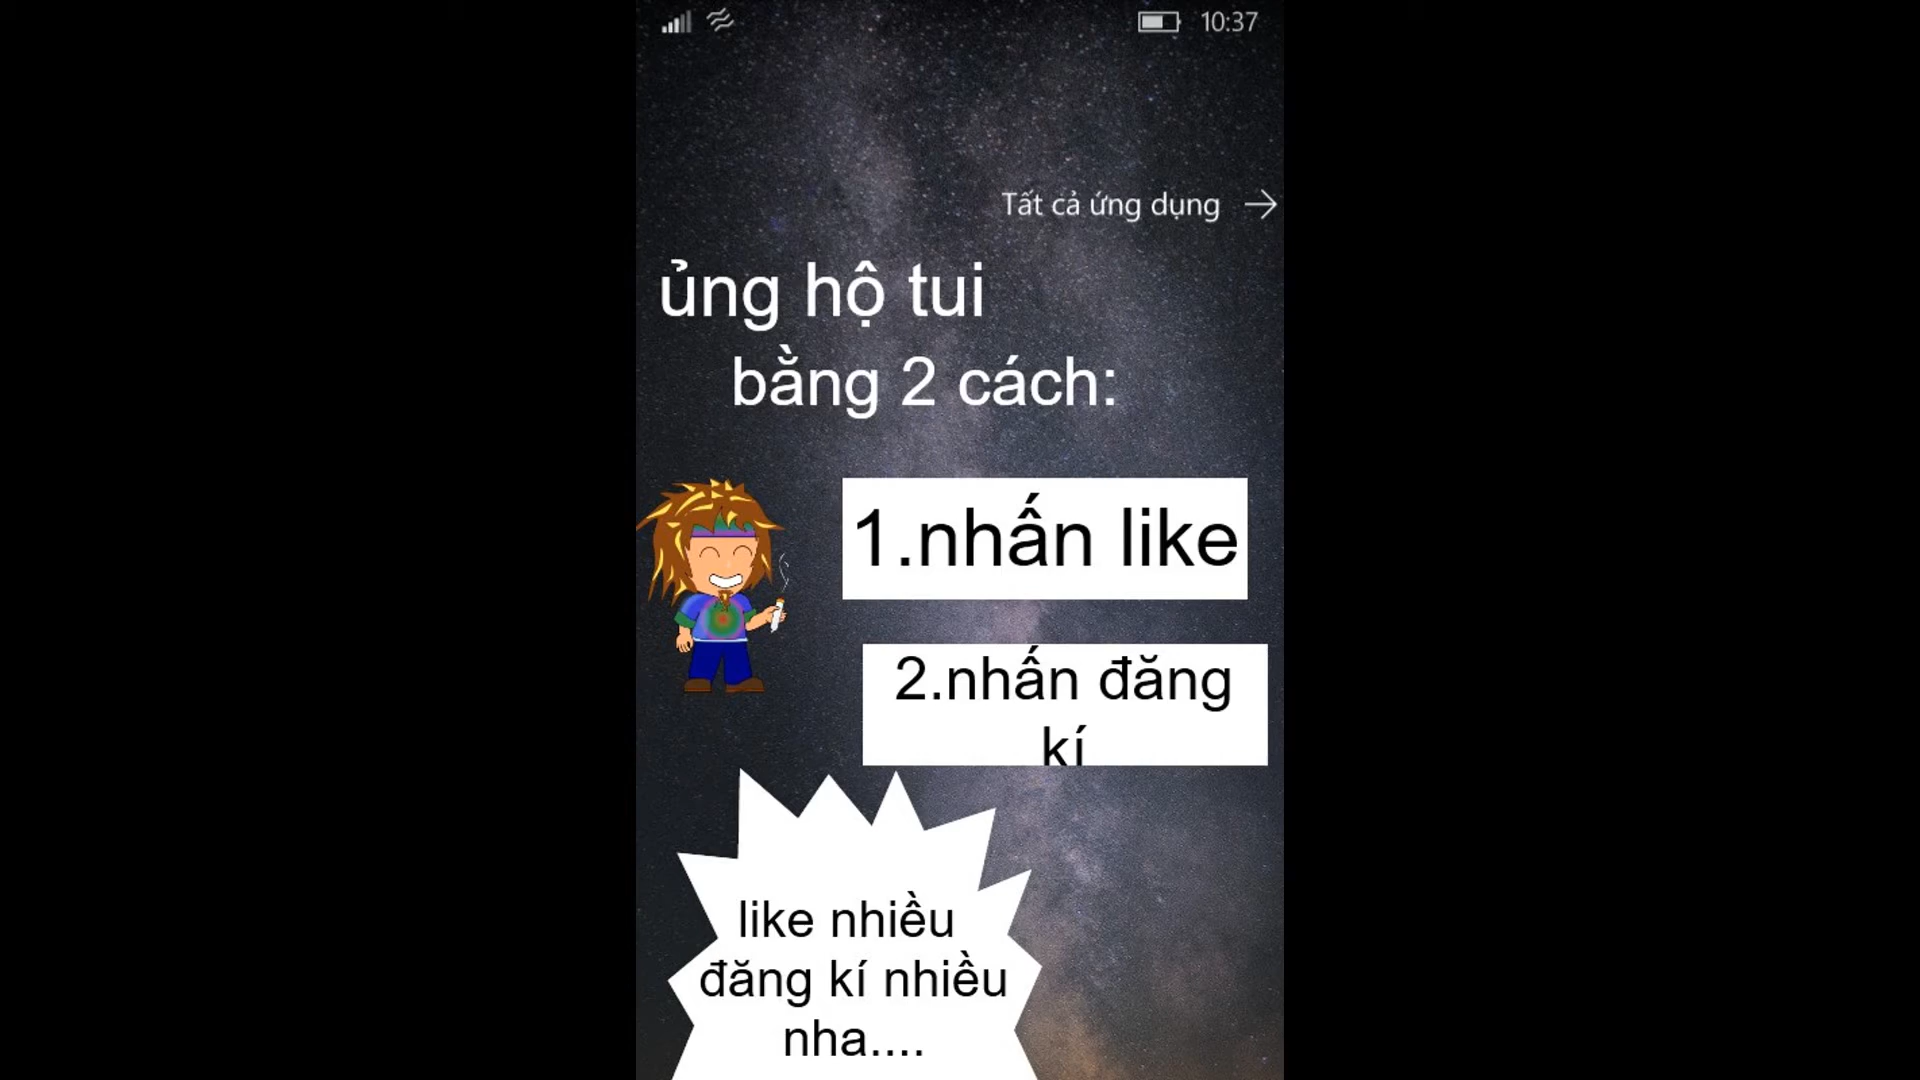 10:37
Tất cả ứng dụng
ủng hộ tui
bằng 2 cách:
1.nhấn like
2.nhấn đăng
kí
like nhiều
đăng kí nhiều
nha....